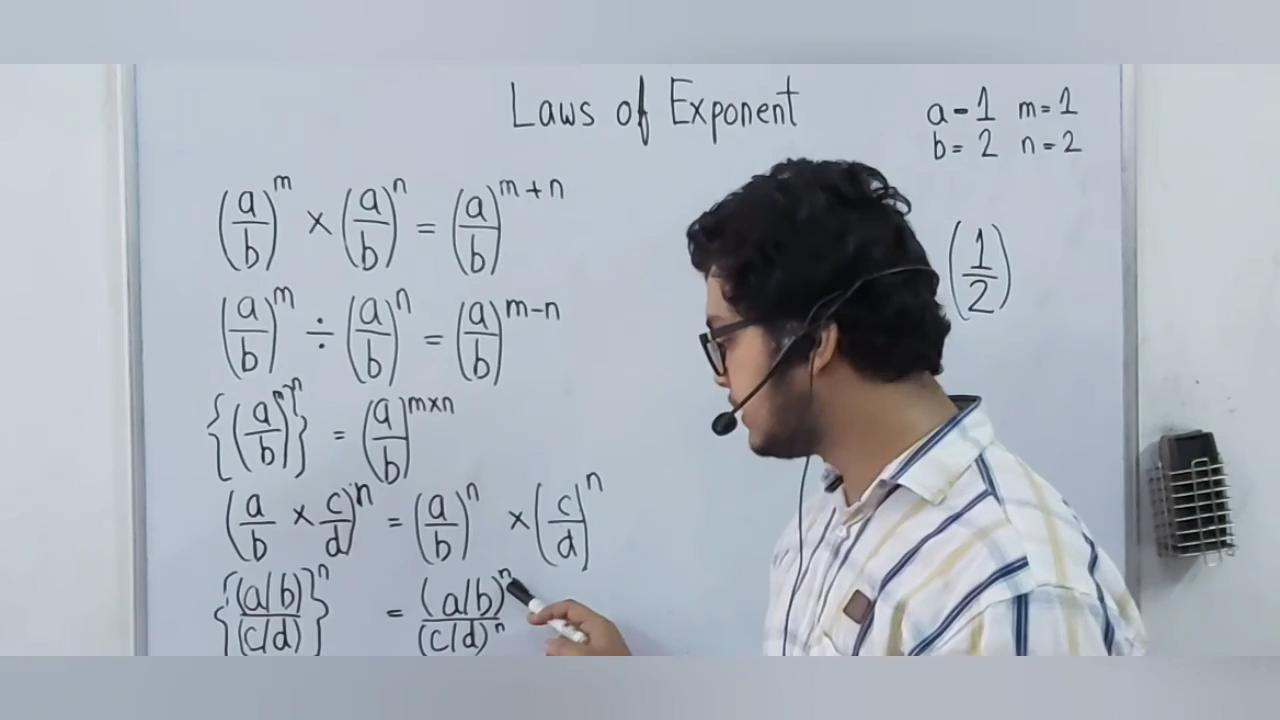 Laws of Exponent
a - 1 m = 1
b = 2 n = 2
(a/b)^m × (a/b)^n = (a/b)^{m+n}
(1/2)
(a/b)^m ÷ (a/b)^n = (a/b)^{m-n}
{(a/b)^m}^n = (a/b)^{m×n}
(a/b × c/d)^n = (a/b)^n × (c/d)^n
{(a/b)/(c/d)}^n = (a/b)^n/(c/d)^n